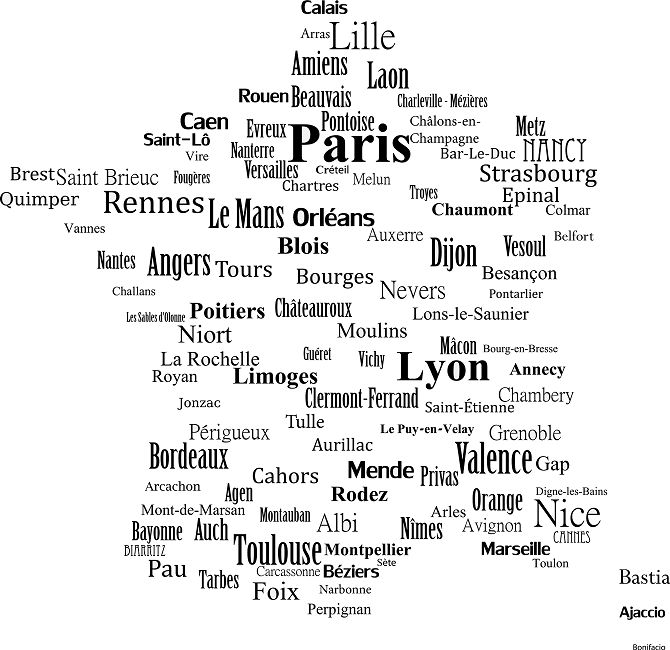 Calais
Arras Lille
Amiens Laon
Rouen Beauvais Charleville - Mézières
Caen Evreux Pontoise Châlons-en-Champagne Metz
Saint-Lô Nanterre Paris Bar-Le-Duc NANCY
Vire Versailles Créteil Strasbourg
Brest Saint Brieuc Fougères Chartres Melun
Quimper Rennes Troyes Epinal
Le Mans Orléans Chaumont Colmar
Vannes Blois Auxerre Dijon Vesoul Belfort
Nantes Angers Tours Bourges Besançon
Challans Nevers Pontarlier
Les Sables d'Olonne Poitiers Châteauroux Lons-le-Saunier
Niort Moulins
La Rochelle Guéret Vichy Lyon Mâcon Bourg-en-Bresse
Royan Limoges Annecy
Jonzac Clermont-Ferrand Saint-Étienne Chambery
Périgueux Tulle Le Puy-en-Velay Grenoble
Bordeaux Aurillac Valence Gap
Arcachon Cahors Mende Privas
Agen Rodez Orange Digne-les-Bains
Mont-de-Marsan Montauban Albi Arles Nice
Bayonne Auch Nîmes Avignon CANNES
BIARRITZ Toulouse Montpellier Marseille
Pau Tarbes Carcassonne Béziers Sète Toulon
Foix Narbonne Bastia
Perpignan Ajaccio
Bonifacio